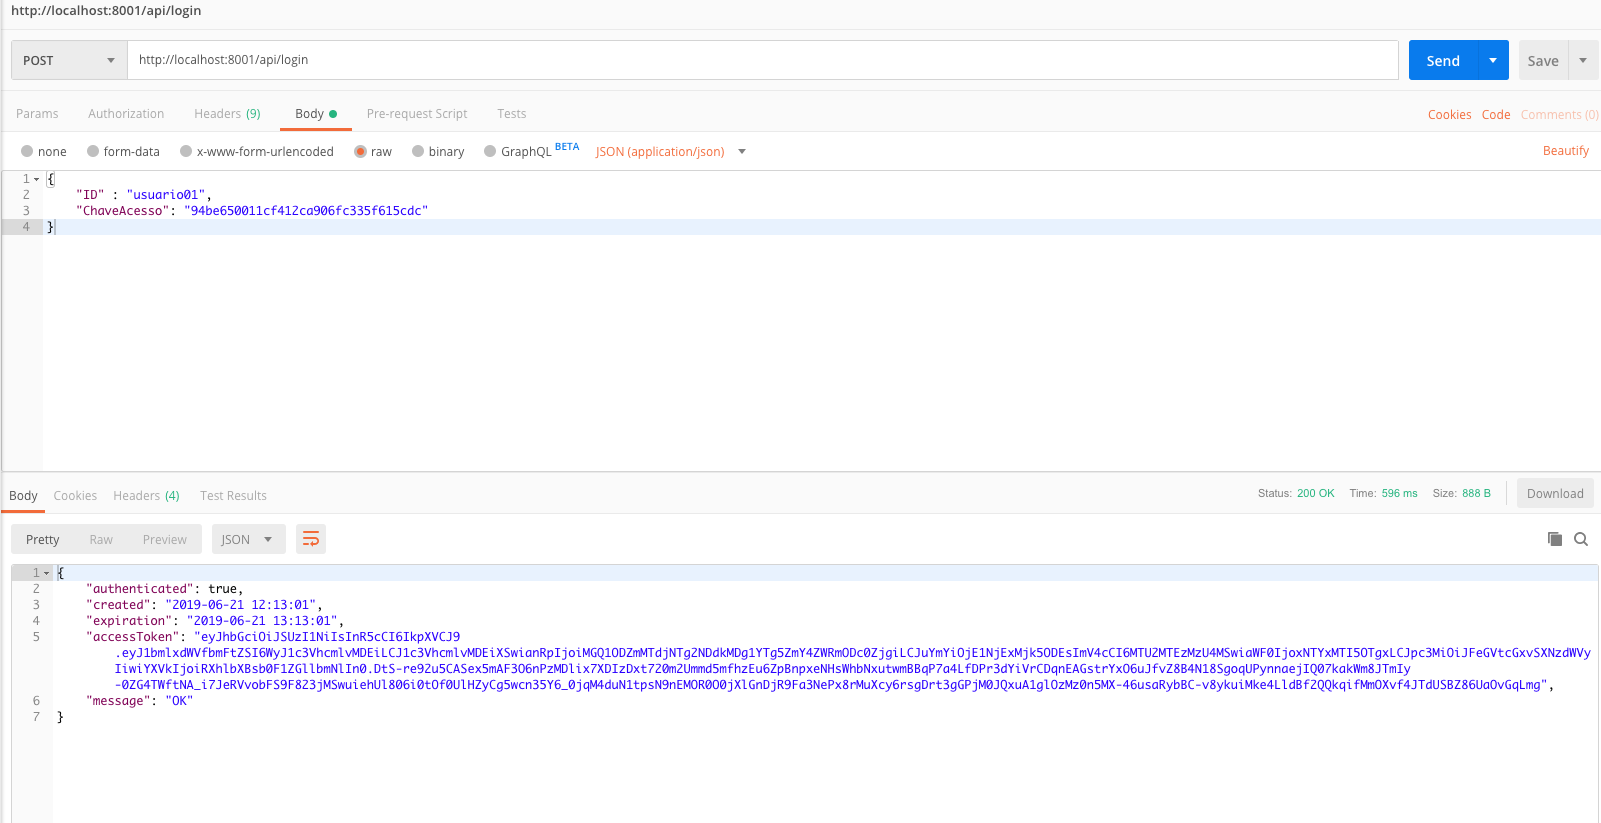 http://localhost:8001/api/login
POST http://localhost:8001/api/login Send Save
Params Authorization Headers (9) Body Pre-request Script Tests Cookies Code Comments (0)
none form-data x-www-form-urlencoded raw binary GraphQL BETA JSON (application/json) Beautify
1 {
2 "ID" : "usuario01",
3 "ChaveAcesso": "94be650011cf412ca906fc335f615cdc"
4 }
Body Cookies Headers (4) Test Results Status: 200 OK Time: 596 ms Size: 888 B Download
Pretty Raw Preview JSON
1 {
2 "authenticated": true,
3 "created": "2019-06-21 12:13:01",
4 "expiration": "2019-06-21 13:13:01",
5 "accessToken": "eyJhbGciOiJSUzI1NiIsInR5cCI6IkpXVCJ9
.eyJ1bmlxdWVfbmFtZSI6WyJ1c3VhcmlvMDEiLCJ1c3VhcmlvMDEiXSwianRpIjoiMGQ1ODZmMTdjNTg2NDdkMDg1YTg5ZmY4ZWRmODc0ZjgiLCJuYmYiOjE1NjExMjk5ODEsImV4cCI6MTU2MTEzMzU4MSwiaWF0IjoxNTYxMTI5OTgxLCJpc3MiOiJFeGVtcGxvSXNzdWVy
IiwiYXVkIjoiRXhlbXBsb0F1ZGllbmNlIn0.DtS-re92u5CASex5mAF3O6nPzMDlix7XDIzDxt720m2Ummd5mfhzEu6ZpBnpxeNHsWhbNxutwmBBqP7a4LfDPr3dYiVrCDqnEAGstrYxO6uJfvZ8B4N18SgoqUPynnaejIQ07kakWm8JTmIy
-0ZG4TWftNA_i7JeRVvobFS9F823jMSwuiehUl806i0tOf0UlHZyCg5wcn35Y6_0jqM4duN1tpsN9nEMOR0O0jXlGnDjR9Fa3NePx8rMuXcy6rsgDrt3gGPjM0JQxuA1glOzMz0n5MX-46usaRybBC-v8ykuiMke4LldBf2QQkqifMmOXvf4JTdUSBZ86UaOvGqLmg",
6 "message": "OK"
7 }